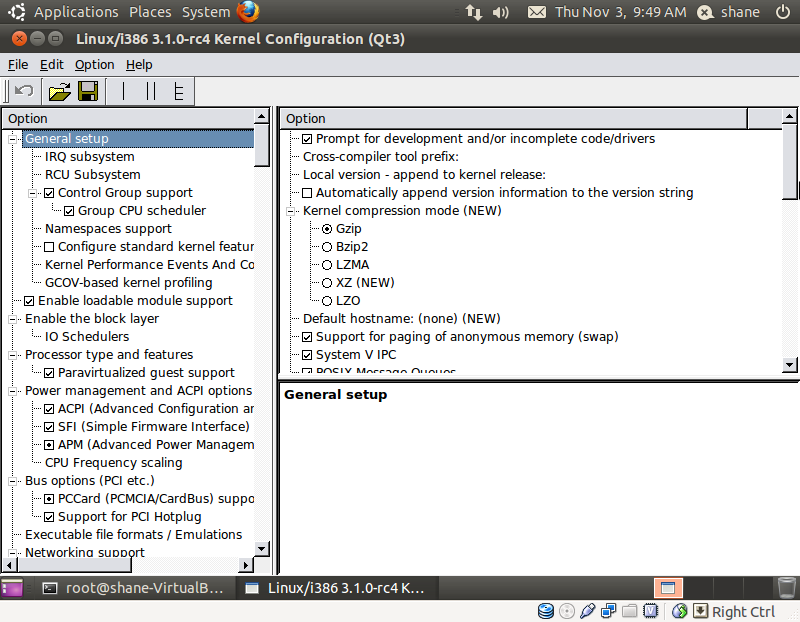 Applications Places System Thu Nov 3, 9:49 AM shane
Linux/i386 3.1.0-rc4 Kernel Configuration (Qt3)
File Edit Option Help
Option
General setup
IRQ subsystem
RCU Subsystem
Control Group support
Group CPU scheduler
Namespaces support
Configure standard kernel featur
Kernel Performance Events And Co
GCOV-based kernel profiling
Enable loadable module support
Enable the block layer
IO Schedulers
Processor type and features
Paravirtualized guest support
Power management and ACPI options
ACPI (Advanced Configuration ar
SFI (Simple Firmware Interface)
APM (Advanced Power Managem
CPU Frequency scaling
Bus options (PCI etc.)
PCCard (PCMCIA/CardBus) suppo
Support for PCI Hotplug
Executable file formats / Emulations
Networking support
Option
Prompt for development and/or incomplete code/drivers
Cross-compiler tool prefix:
Local version - append to kernel release:
Automatically append version information to the version string
Kernel compression mode (NEW)
Gzip
Bzip2
LZMA
XZ (NEW)
LZO
Default hostname: (none) (NEW)
Support for paging of anonymous memory (swap)
System V IPC
POSIX Message Queues
General setup
root@shane-VirtualB... Linux/i386 3.1.0-rc4 K...
Right Ctrl